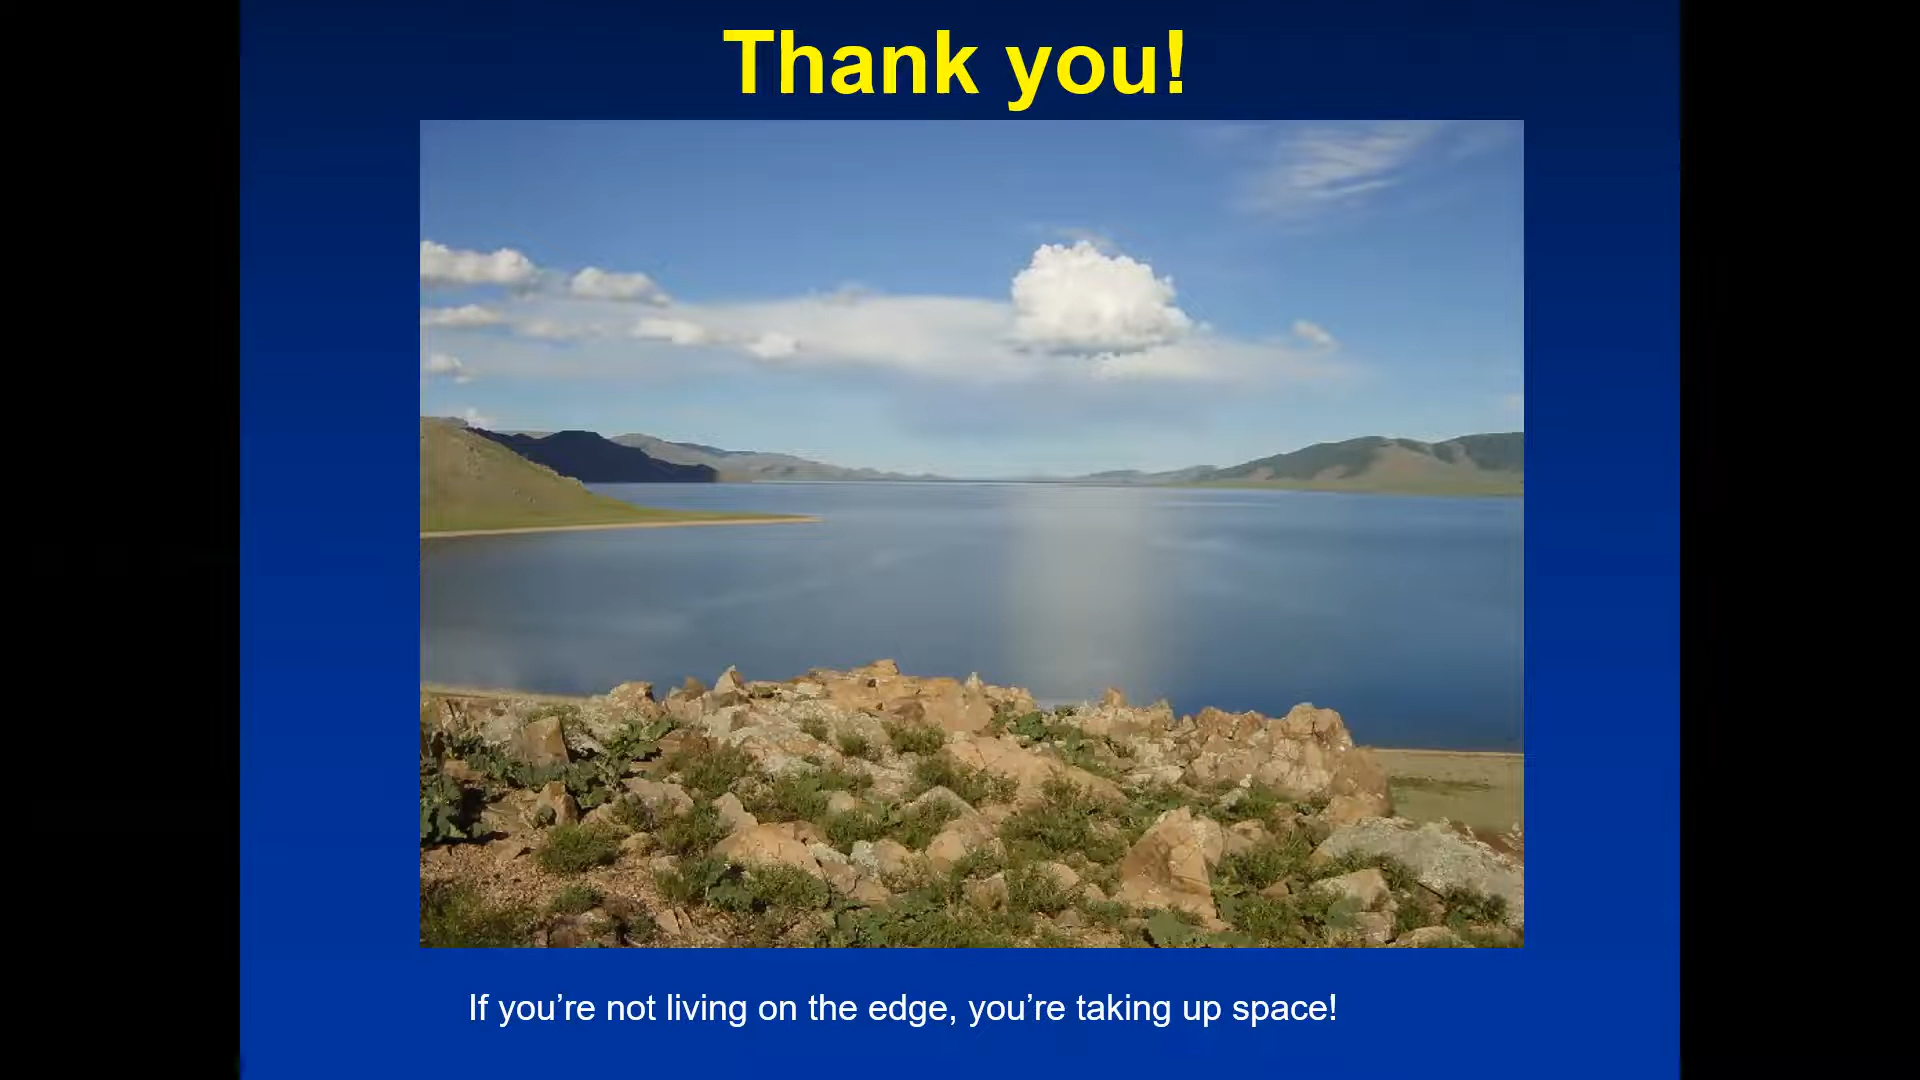 Thank you!
If you’re not living on the edge, you’re taking up space!